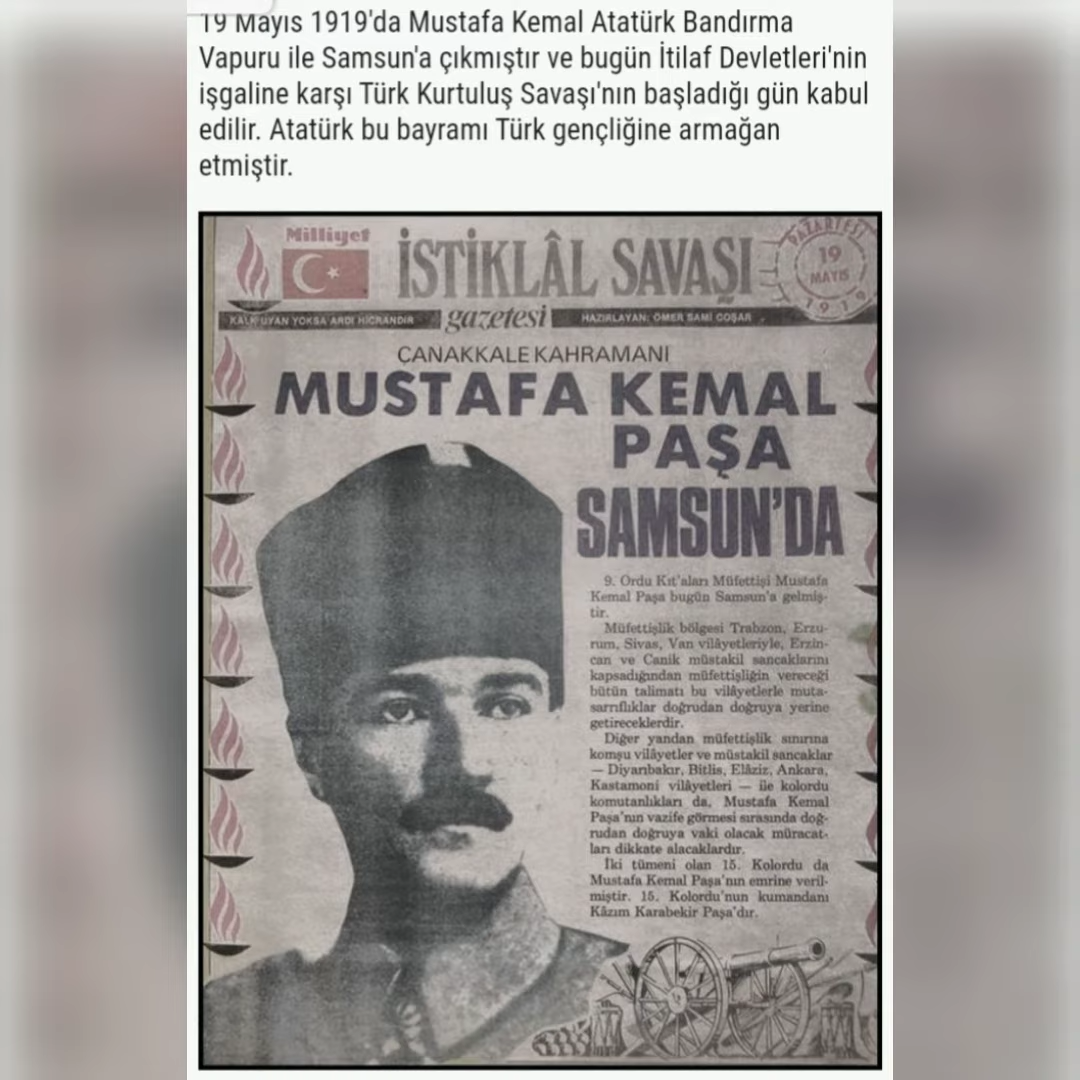 19 Mayıs 1919'da Mustafa Kemal Atatürk Bandırma
Vapuru ile Samsun'a çıkmıştır ve bugün İtilaf Devletleri'nin
işgaline karşı Türk Kurtuluş Savaşı'nın başladığı gün kabul
edilir. Atatürk bu bayramı Türk gençliğine armağan
etmiştir.
Milliyet
İSTİKLÂL SAVAŞI
PAZARTESİ
19
MAYIS
1919
KALK UYAN YOKSA ARDI HİCRANDIR
gazetesi
HAZIRLAYAN: ÖMER SAMİ COŞAR
ÇANAKKALE KAHRAMANI
MUSTAFA KEMAL
PAŞA
SAMSUN'DA
9. Ordu Kıt'aları Müfettişi Mustafa
Kemal Paşa bugün Samsun'a gelmiş-
tir.
Müfettişlik bölgesi Trabzon, Erzu-
rum, Sivas, Van vilâyetleriyle, Erzin-
can ve Canik müstakil sancaklarını
kapsadığından müfettişliğin vereceği
bütün talimatı bu vilâyetlerle muta-
sarrıflıklar doğrudan doğruya yerine
getireceklerdir.
Diğer yandan müfettişlik sınırına
komşu vilâyetler ve müstakil sancaklar
— Diyarıbakır, Bitlis, Elâziz, Ankara,
Kastamoni vilâyetleri — ile kolordu
komutanlıkları da, Mustafa Kemal
Paşa'nın vazife görmesi sırasında doğ-
rudan doğruya vaki olacak müracat-
ları dikkate alacaklardır.
İki tümeni olan 15. Kolordu da
Mustafa Kemal Paşa'nın emrine veril-
miştir. 15. Kolordu'nun kumandanı
Kâzım Karabekir Paşa'dır.